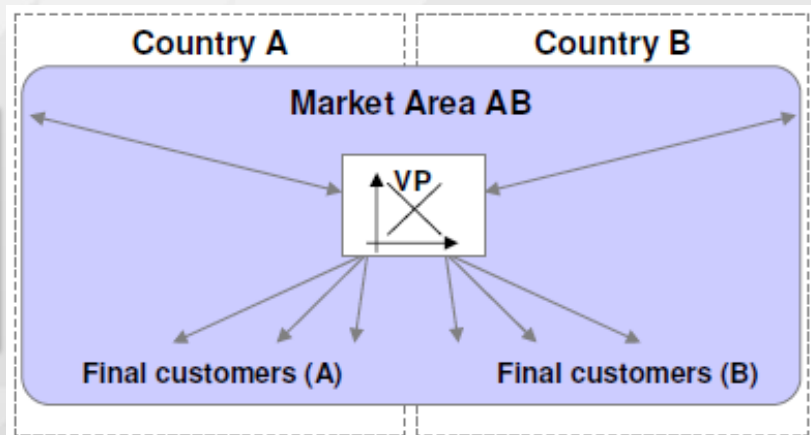 Country A
Country B
Market Area AB
VP
Final customers (A)
Final customers (B)